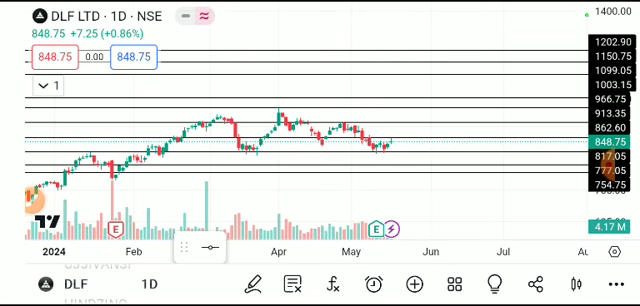 DLF LTD · 1D · NSE
848.75 +7.25 (+0.86%)
848.75 0.00 848.75
1
1400.00
1202.90
1150.75
1099.05
1003.15
966.75
913.35
862.60
848.75
817.05
777.05
754.75
4.17 M
E E
2024 Feb Apr May Jun Jul
DLF 1D